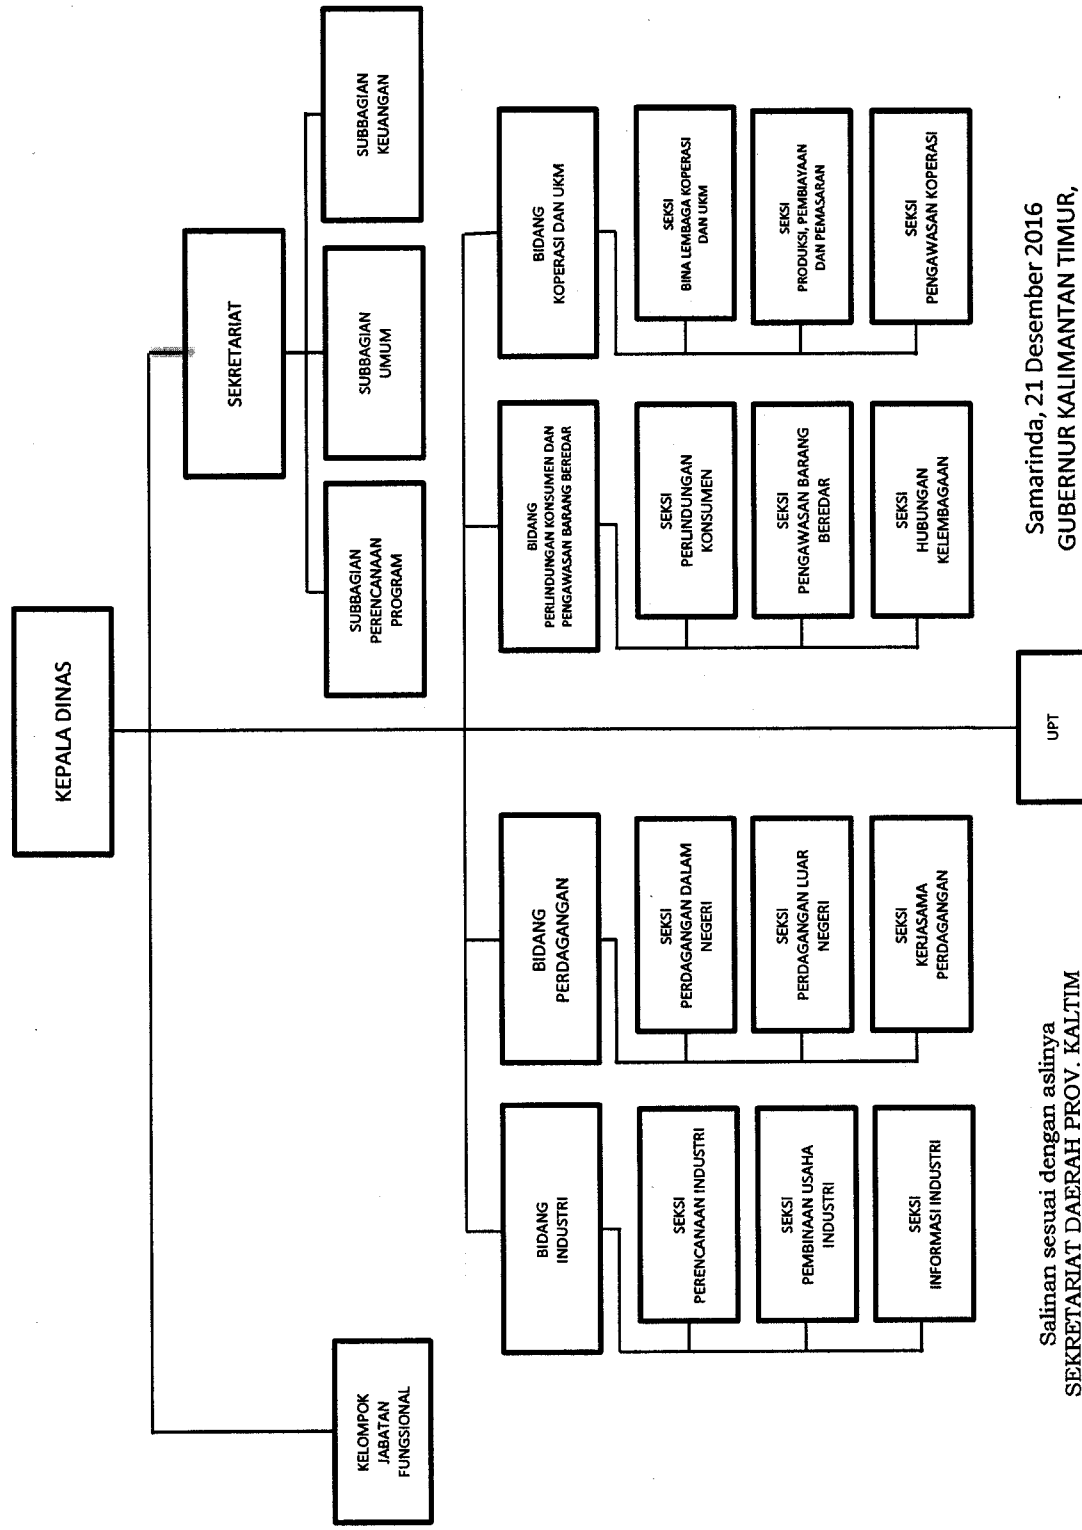 KEPALA DINAS
SEKRETARIAT
KELOMPOK
JABATAN
FUNGSIONAL
SUBBAGIAN
PERENCANAAN
PROGRAM
SUBBAGIAN
UMUM
SUBBAGIAN
KEUANGAN
BIDANG
INDUSTRI
BIDANG
PERDAGANGAN
BIDANG
PERLINDUNGAN KONSUMEN DAN
PENGAWASAN BARANG BEREDAR
BIDANG
KOPERASI DAN UKM
SEKSI
PERENCANAAN INDUSTRI
SEKSI
PERDAGANGAN DALAM
NEGERI
SEKSI
PERLINDUNGAN
KONSUMEN
SEKSI
BINA LEMBAGA KOPERASI
DAN UKM
SEKSI
PEMBINAAN USAHA
INDUSTRI
SEKSI
PERDAGANGAN LUAR
NEGERI
SEKSI
PENGAWASAN BARANG
BEREDAR
SEKSI
PRODUKSI, PEMBIAYAAN
DAN PEMASARAN
SEKSI
INFORMASI INDUSTRI
SEKSI
KERJASAMA
PERDAGANGAN
SEKSI
HUBUNGAN
KELEMBAGAAN
SEKSI
PENGAWASAN KOPERASI
UPT
Salinan sesuai dengan aslinya
SEKRETARIAT DAERAH PROV. KALTIM
Samarinda, 21 Desember 2016
GUBERNUR KALIMANTAN TIMUR,